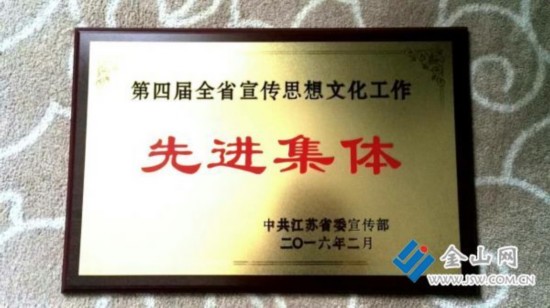 第四届全省宣传思想文化工作
先进集体
中共江苏省委宣传部
二〇一六年二月
金山网
WWW.JSW.COM.CN